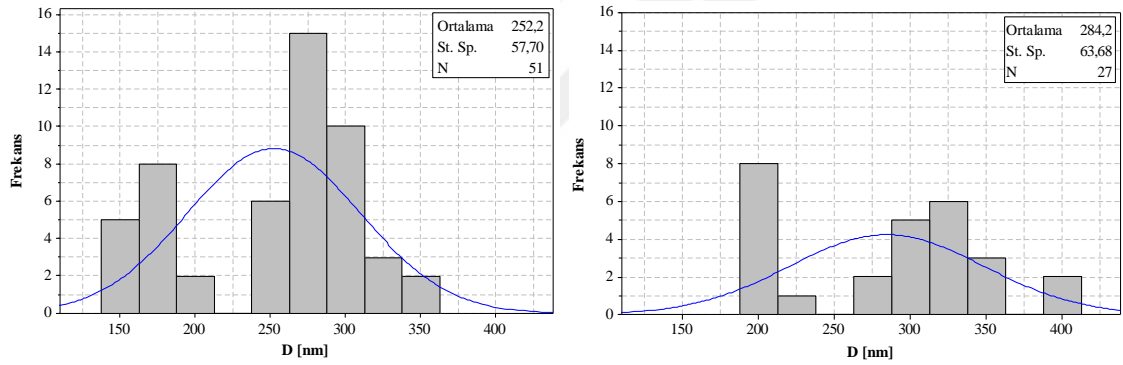 Ortalama 252,2
St. Sp. 57,70
N 51
16
14
12
10
8
6
4
2
0
Frekans
150 200 250 300 350 400
D [nm]
Ortalama 284,2
St. Sp. 63,68
N 27
16
14
12
10
8
6
4
2
0
Frekans
150 200 250 300 350 400
D [nm]